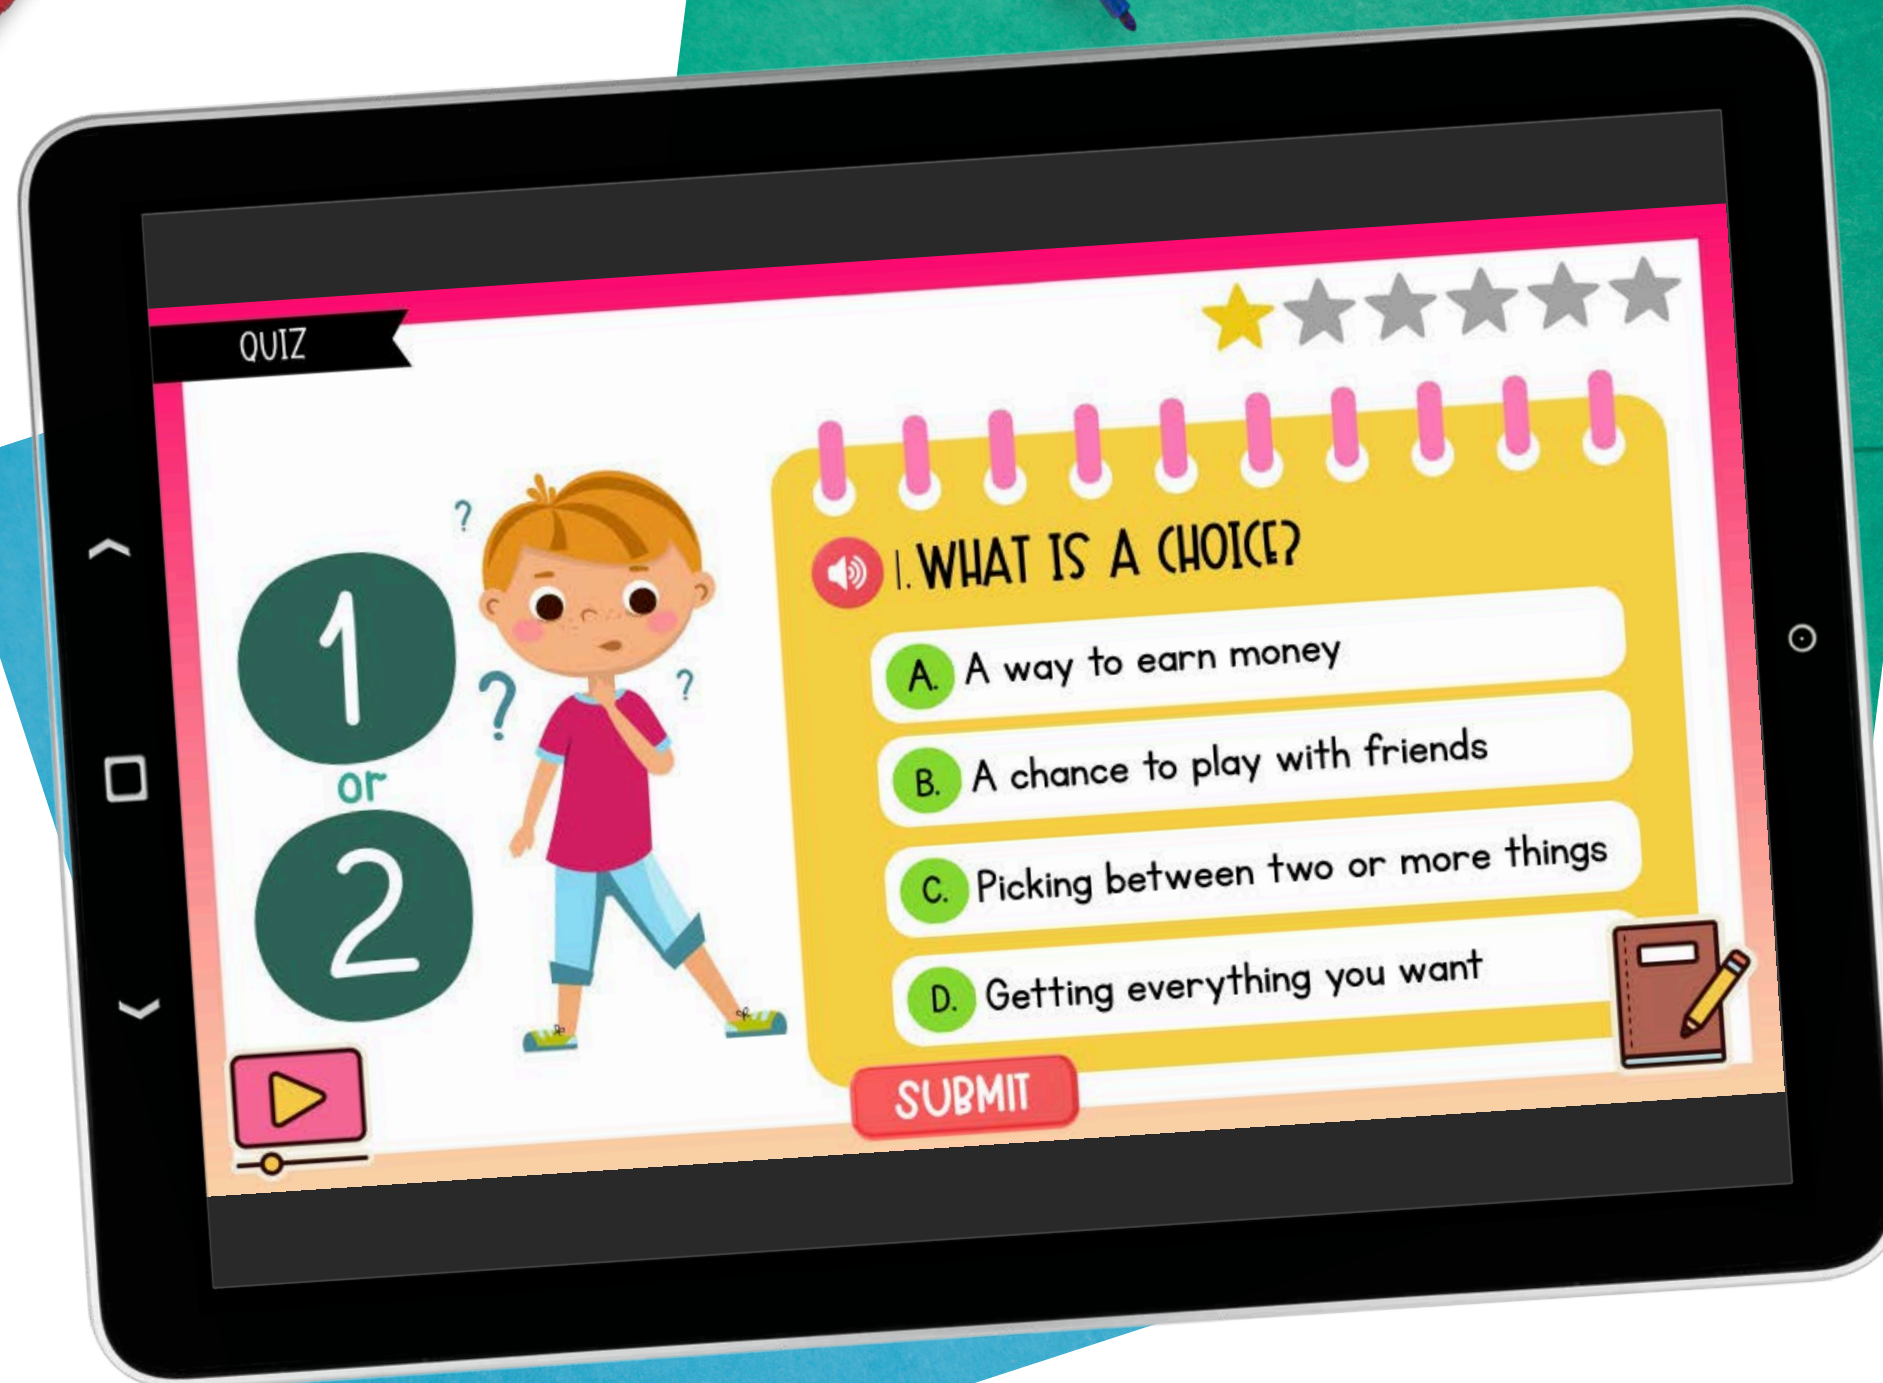 QUIZ
1
or
2
?
?
?
1. WHAT IS A CHOICE?
A. A way to earn money
B. A chance to play with friends
C. Picking between two or more things
D. Getting everything you want
SUBMIT